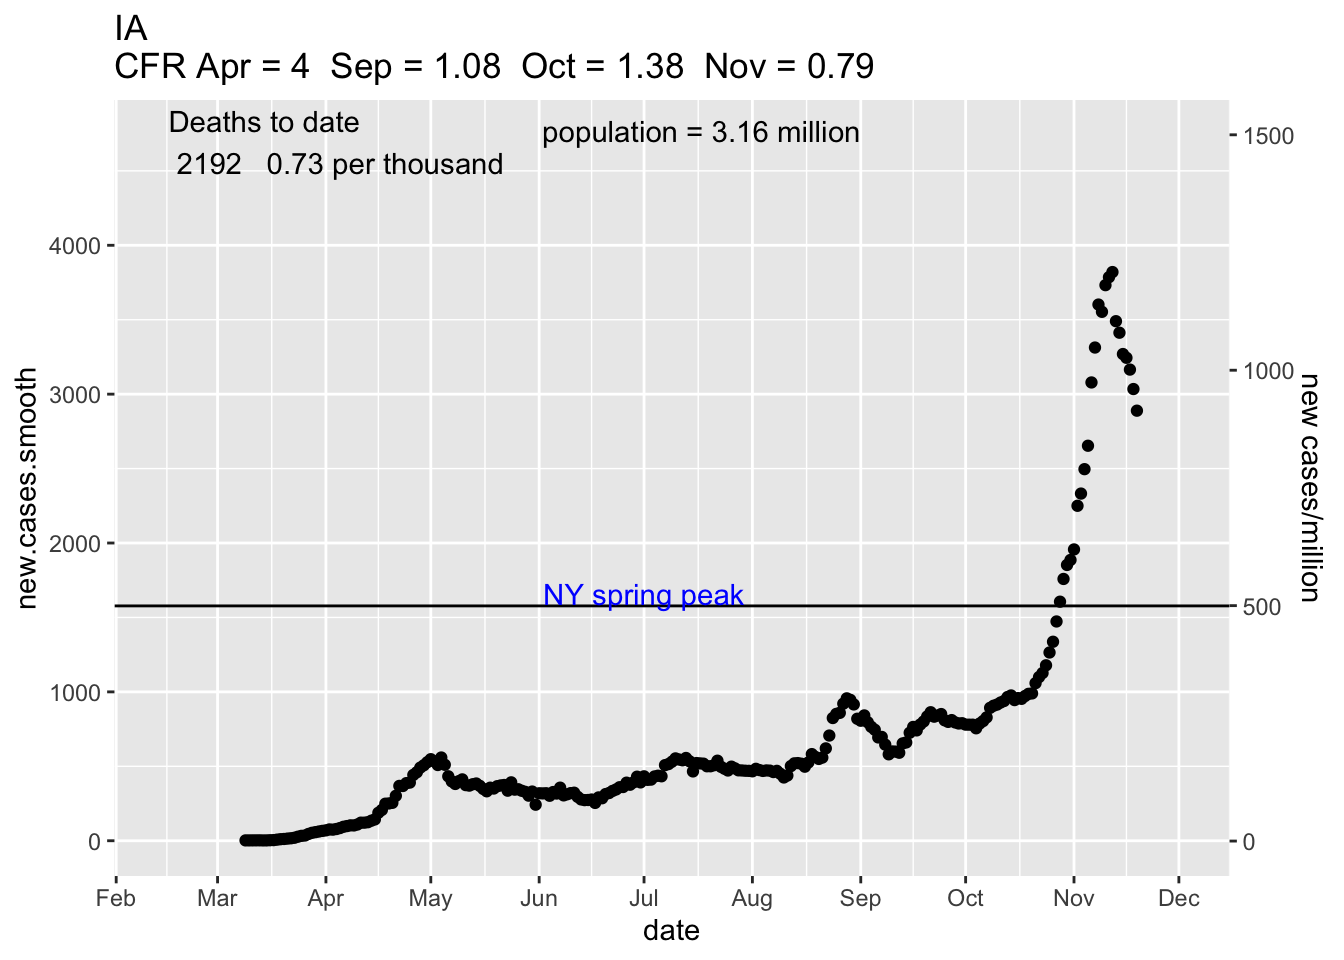 IA
CFR Apr = 4  Sep = 1.08  Oct = 1.38  Nov = 0.79
Deaths to date
2192   0.73 per thousand
population = 3.16 million
NY spring peak
new.cases.smooth
4000
3000
2000
1000
0
1500
1000
500
0
new cases/million
Feb Mar Apr May Jun Jul Aug Sep Oct Nov Dec
date